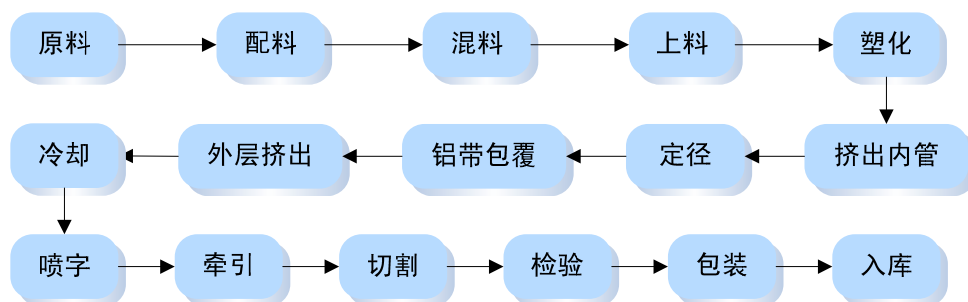 原料 配料 混料 上料 塑化
冷却 外层挤出 铝带包覆 定径 挤出内管
喷字 牵引 切割 检验 包装 入库